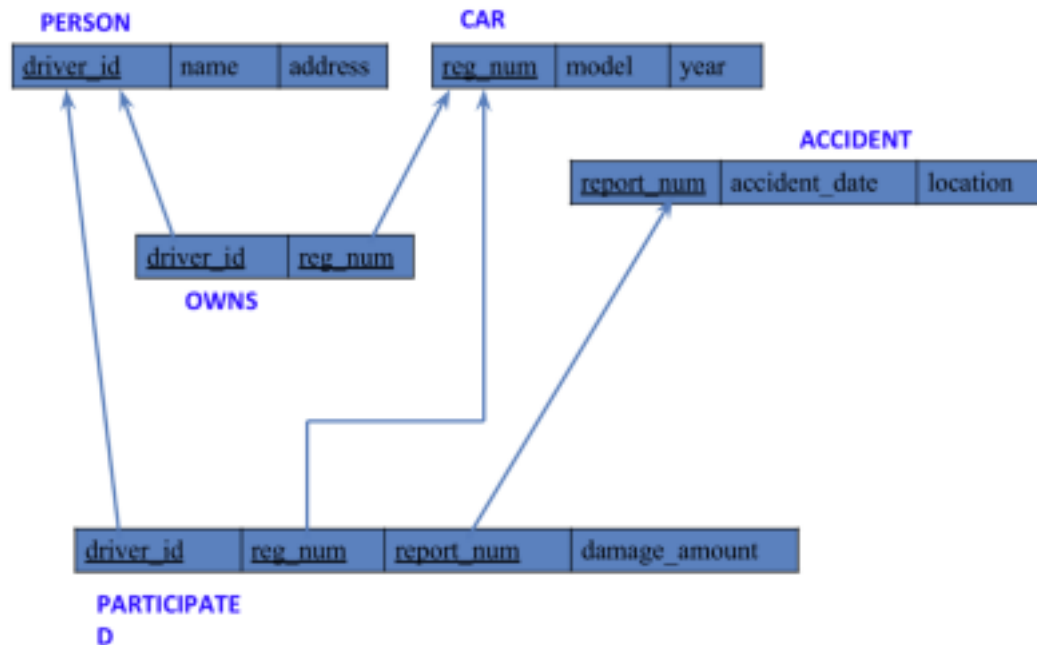 PERSON
CAR
driver_id name address
reg_num model year
ACCIDENT
report_num accident_date location
driver_id reg_num
OWNS
driver_id reg_num report_num damage_amount
PARTICIPATE
D